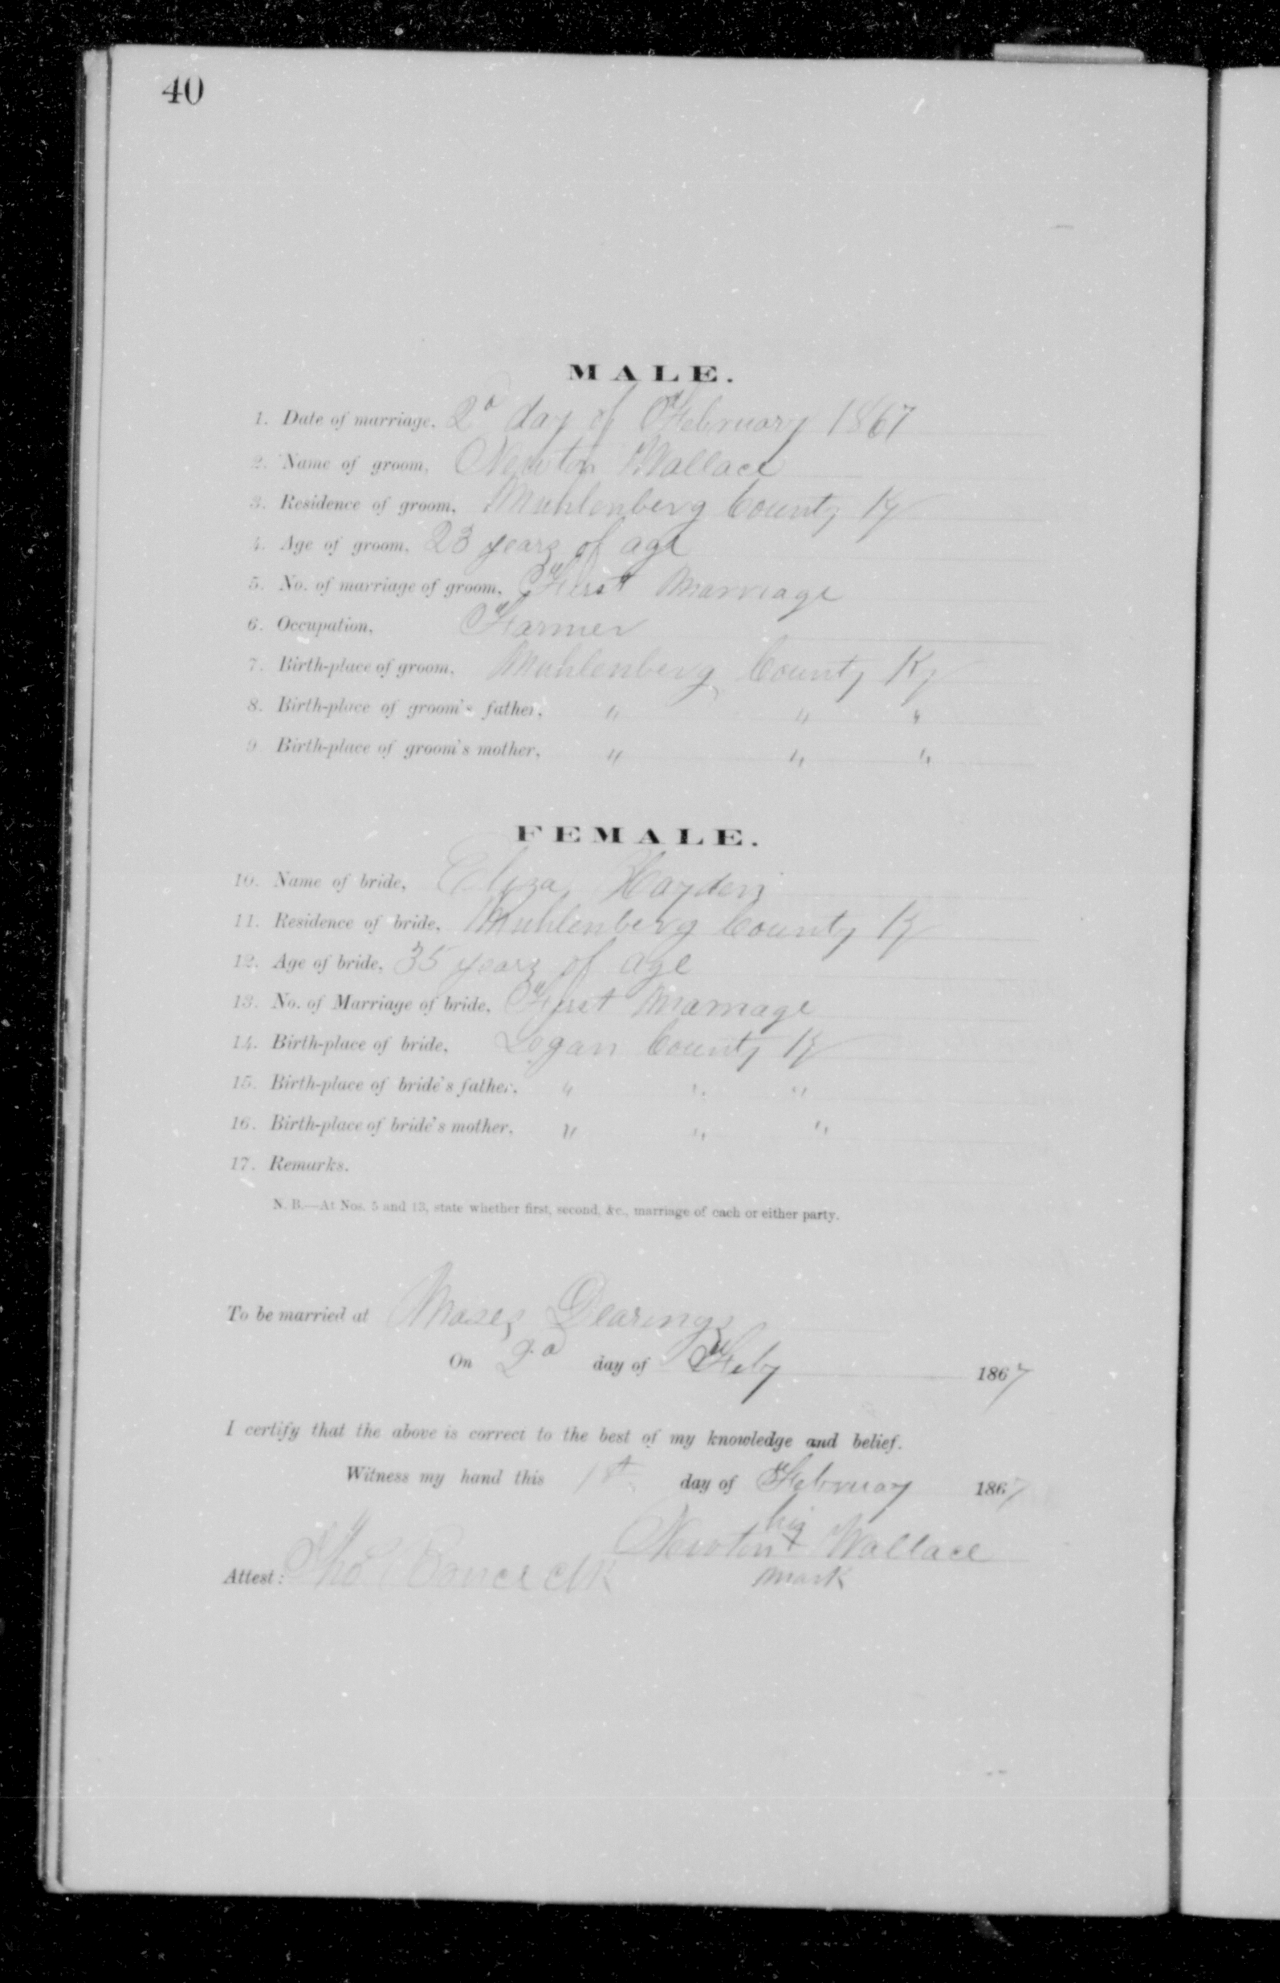 40
MALE.
1. Date of marriage, 2d day of February 1867
2. Name of groom, Newton Wallace
3. Residence of groom, Muhlenberg County Ky
4. Age of groom, 23 years of age
5. No. of marriage of groom, First Marriage
6. Occupation, Farmer
7. Birth-place of groom, Muhlenberg County Ky
8. Birth-place of groom's father, " " "
9. Birth-place of groom's mother, " " "
FEMALE.
10. Name of bride, Eliza Hayden
11. Residence of bride, Muhlenberg County Ky
12. Age of bride, 35 years of age
13. No. of Marriage of bride, First Marriage
14. Birth-place of bride, Logan County Ky
15. Birth-place of bride's father, " " "
16. Birth-place of bride's mother, " " "
17. Remarks.
N. B.—At Nos. 5 and 13, state whether first, second, &c., marriage of each or either party.
To be married at Moses Dearings
On 2d day of Feby 1867
I certify that the above is correct to the best of my knowledge and belief.
Witness my hand this 1st day of February 1867
his
Newton + Wallace
mark
Attest: Tho Clk